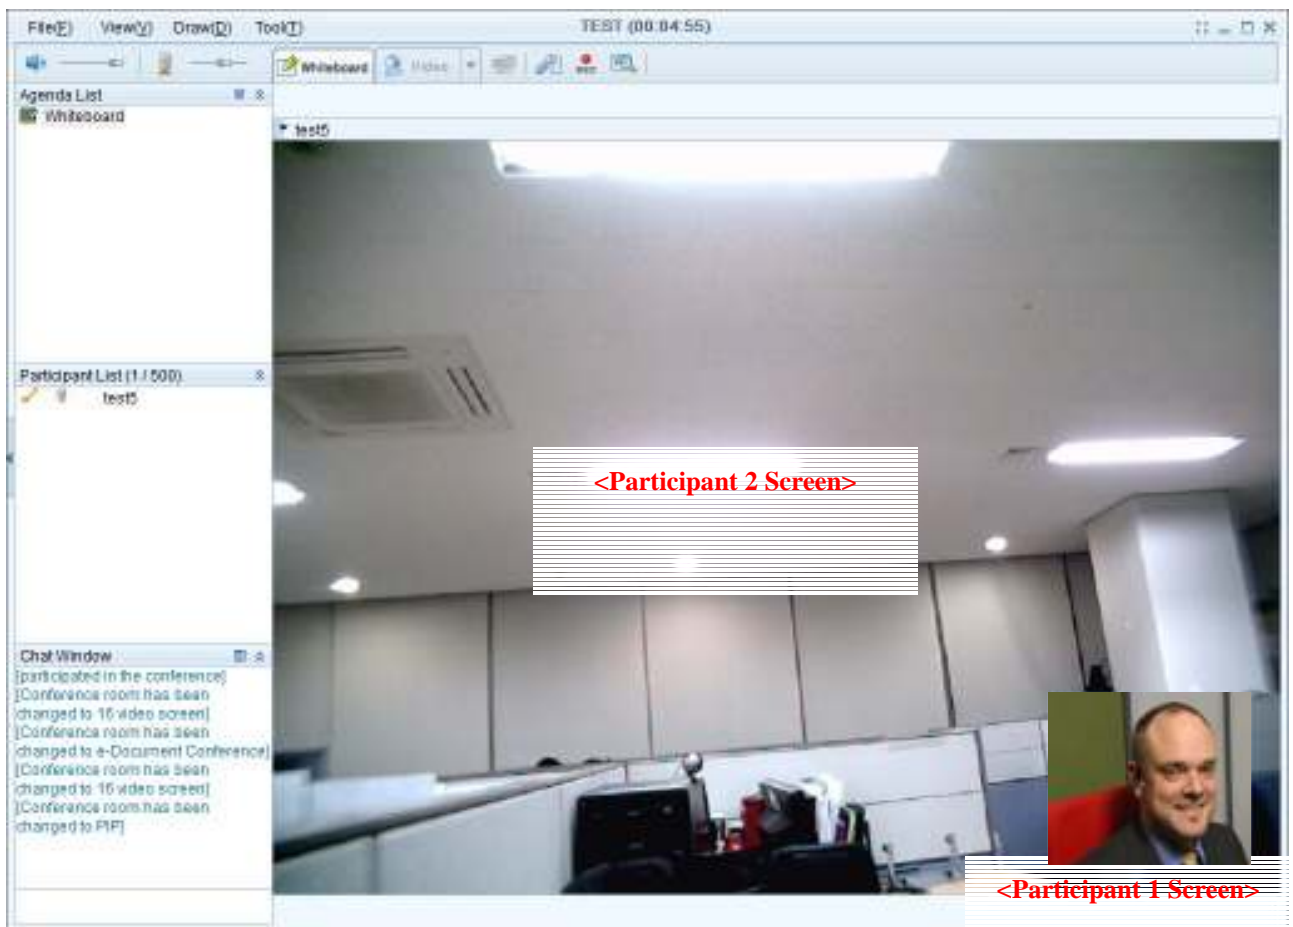 File(F) View(V) Draw(D) Tool(T) TEST (00:04:55)
Whiteboard Video
REC
Agenda List
Whiteboard
test5
Participant List (1 / 500)
test5
<Participant 2 Screen>
Chat Window
[participated in the conference]
[Conference room has been
changed to 16 video screen]
[Conference room has been
changed to e-Document Conference]
[Conference room has been
changed to 16 video screen]
[Conference room has been
changed to PIP]
<Participant 1 Screen>